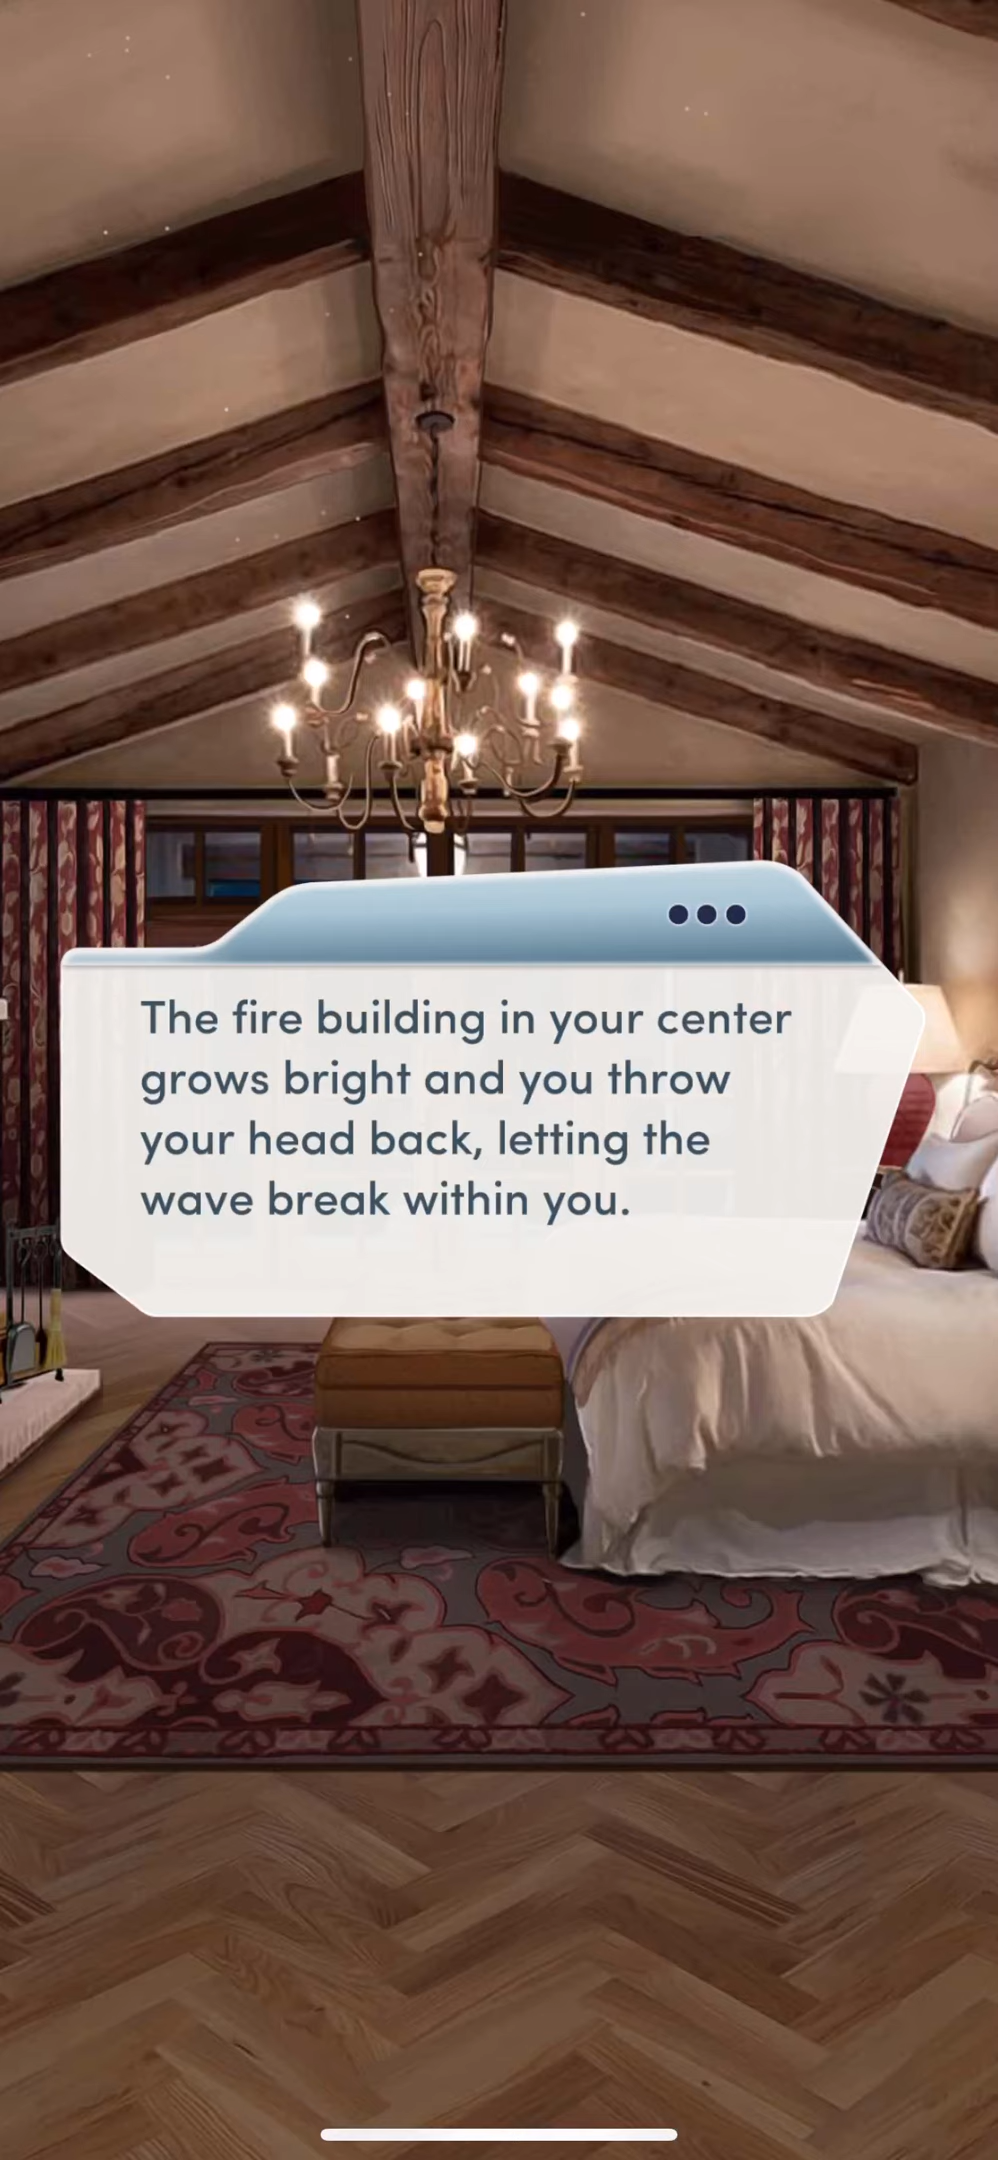 The fire building in your center
grows bright and you throw
your head back, letting the
wave break within you.